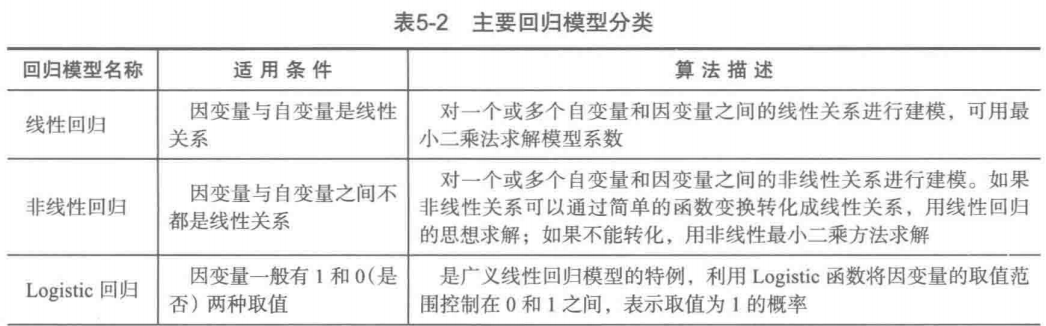 表5-2 主要回归模型分类
回归模型名称 适用条件 算法描述
线性回归
因变量与自变量是线性
关系
对一个或多个自变量和因变量之间的线性关系进行建模，可用最
小二乘法求解模型系数
非线性回归
因变量与自变量之间不
都是线性关系
对一个或多个自变量和因变量之间的非线性关系进行建模。如果
非线性关系可以通过简单的函数变换转化成线性关系，用线性回归
的思想求解；如果不能转化，用非线性最小二乘方法求解
Logistic 回归
因变量一般有 1 和 0(是
否) 两种取值
是广义线性回归模型的特例，利用 Logistic 函数将因变量的取值范
围控制在 0 和 1 之间，表示取值为 1 的概率